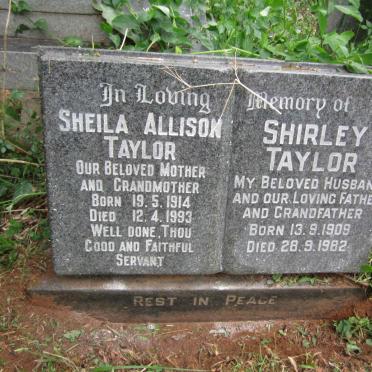 In Loving Memory of
SHEILA ALLISON
TAYLOR
OUR BELOVED MOTHER
AND GRANDMOTHER
BORN 19.5.1914
DIED 12.4.1993
WELL DONE, THOU
GOOD AND FAITHFUL
SERVANT
SHIRLEY
TAYLOR
MY BELOVED HUSBAN
AND OUR LOVING FATHE
AND GRANDFATHER
BORN 13.9.1909
DIED 28.9.1982
REST IN PEACE